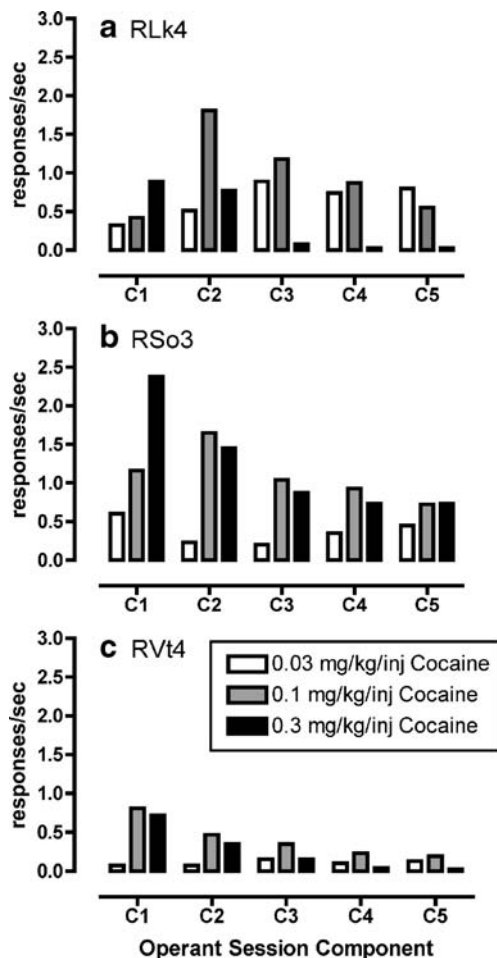 a RLk4
responses/sec
3.0
2.5
2.0
1.5
1.0
0.5
0.0
C1 C2 C3 C4 C5
b RSo3
responses/sec
3.0
2.5
2.0
1.5
1.0
0.5
0.0
C1 C2 C3 C4 C5
c RVt4
responses/sec
3.0
2.5
2.0
1.5
1.0
0.5
0.0
0.03 mg/kg/inj Cocaine
0.1 mg/kg/inj Cocaine
0.3 mg/kg/inj Cocaine
C1 C2 C3 C4 C5
Operant Session Component